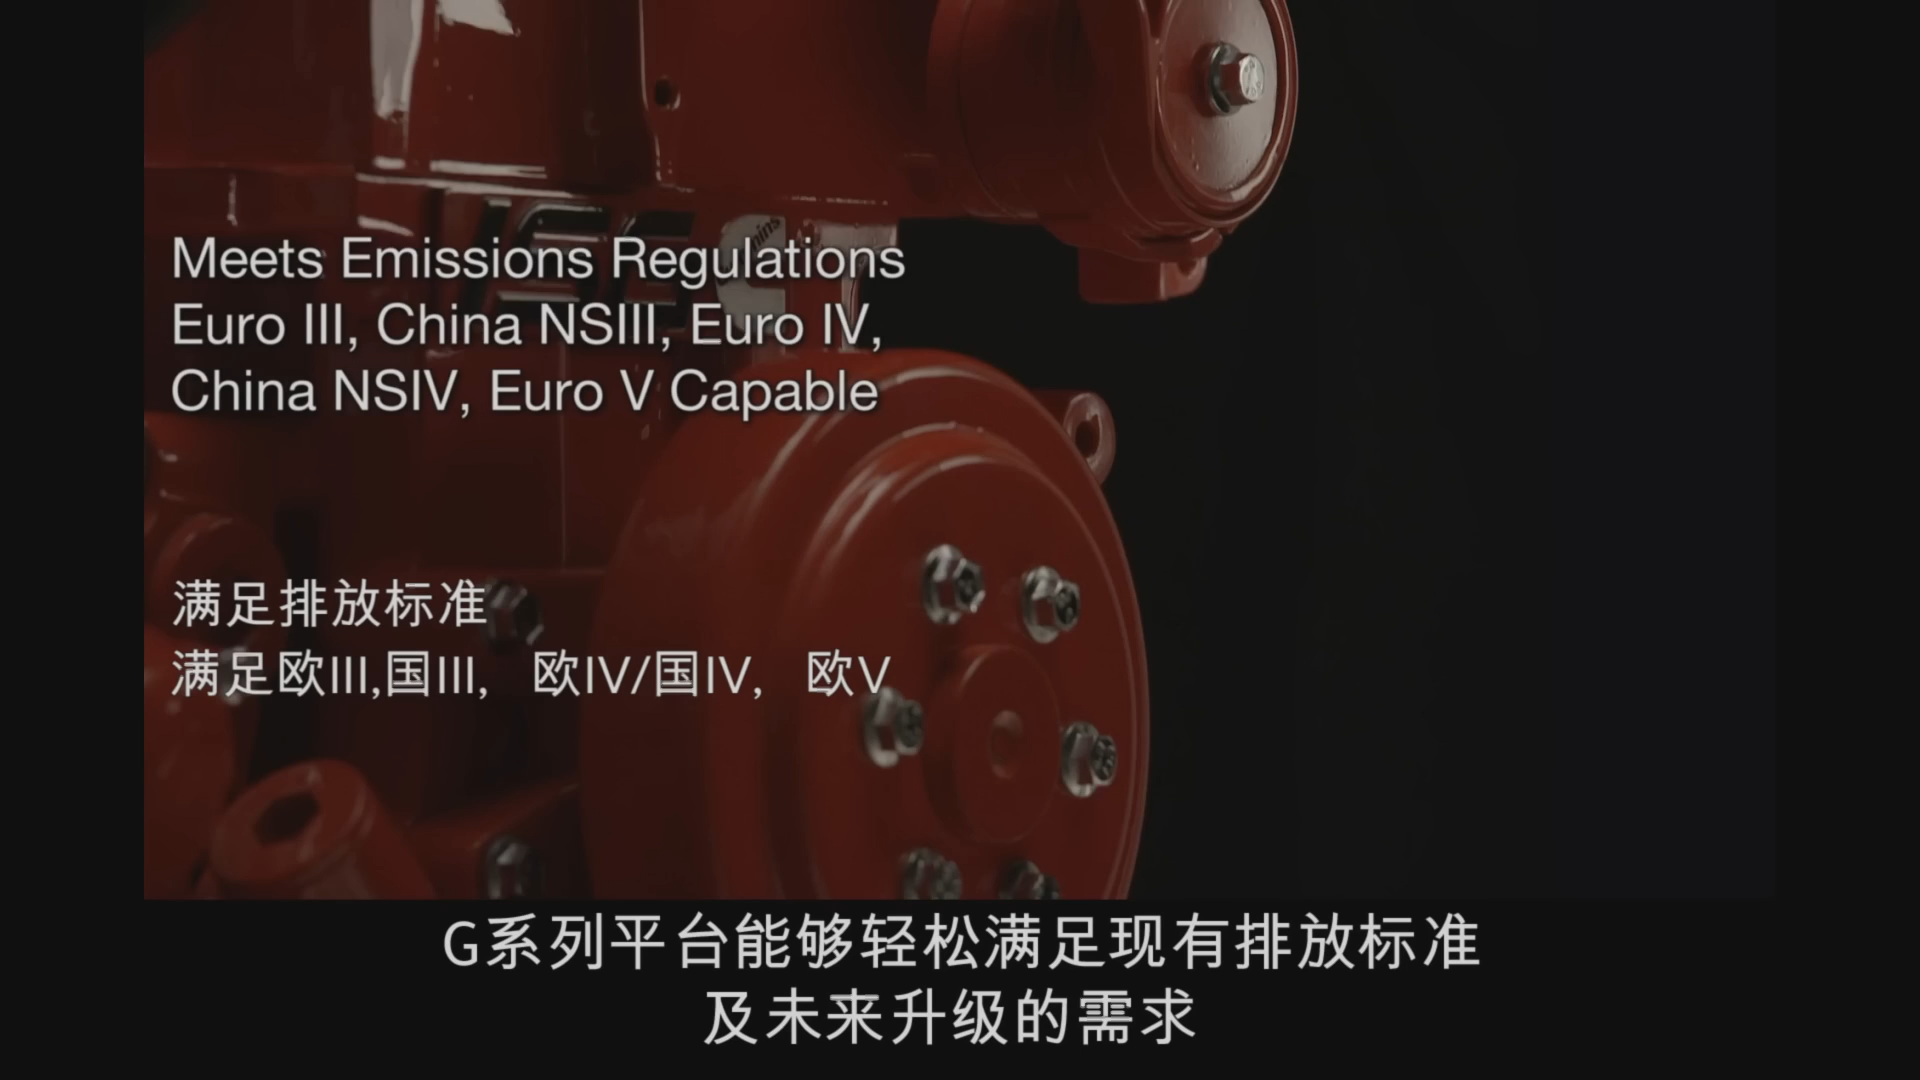 Meets Emissions Regulations
Euro III, China NSIII, Euro IV,
China NSIV, Euro V Capable
满足排放标准
满足欧III,国III, 欧IV/国IV, 欧V
G系列平台能够轻松满足现有排放标准
及未来升级的需求